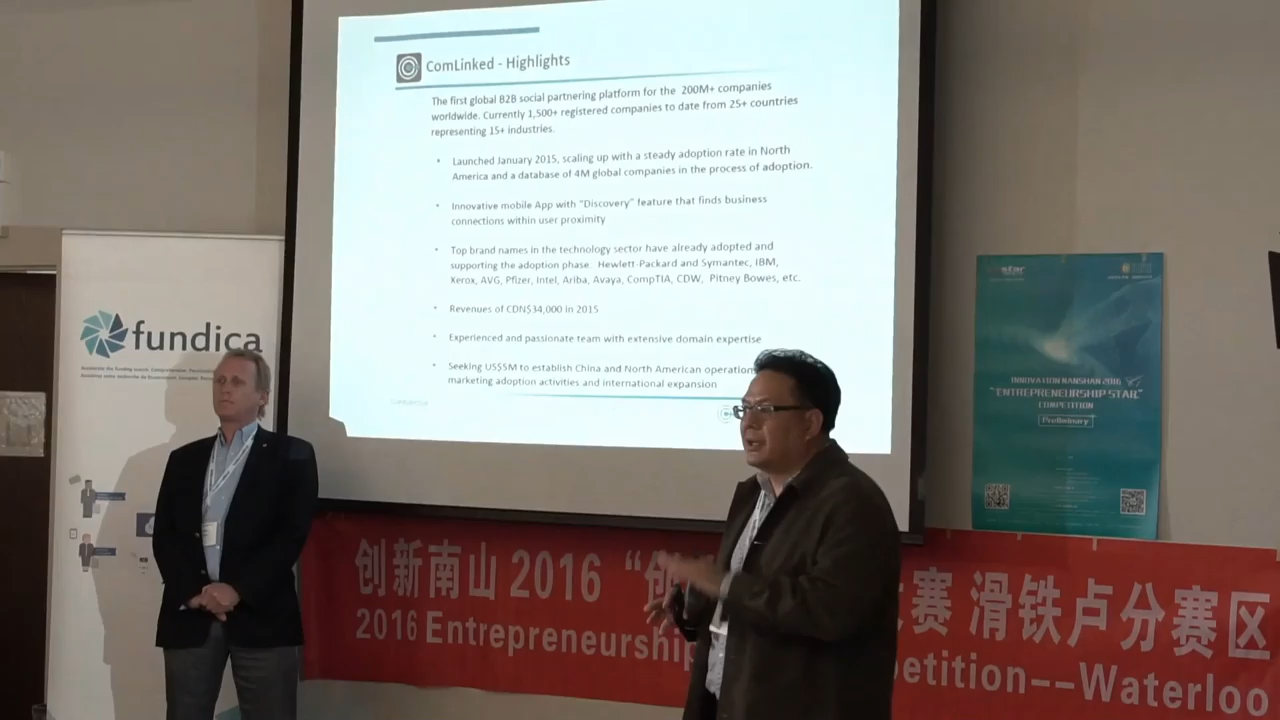 ComLinked - Highlights
The first global B2B social partnering platform for the 200M+ companies
worldwide. Currently 1,500+ registered companies to date from 25+ countries
representing 15+ industries.
• Launched January 2015, scaling up with a steady adoption rate in North
America and a database of 4M global companies in the process of adoption.
• Innovative mobile App with "Discovery" feature that finds business
connections within user proximity
• Top brand names in the technology sector have already adopted and
supporting the adoption phase. Hewlett-Packard and Symantec, IBM,
Xerox, AVG, Pfizer, Intel, Ariba, Avaya, CompTIA, CDW, Pitney Bowes, etc.
• Revenues of CDN$34,000 in 2015
• Experienced and passionate team with extensive domain expertise
• Seeking US$5M to establish China and North American operation
marketing adoption activities and international expansion
Confidential
fundica
star
INNOVATION NANSHAN 2016
"ENTREPRENEURSHIP STAR"
COMPETITION
Preliminary
创新南山 2016 “创 大赛 滑铁卢分赛区
2016 Entrepreneurship petition--Waterloo